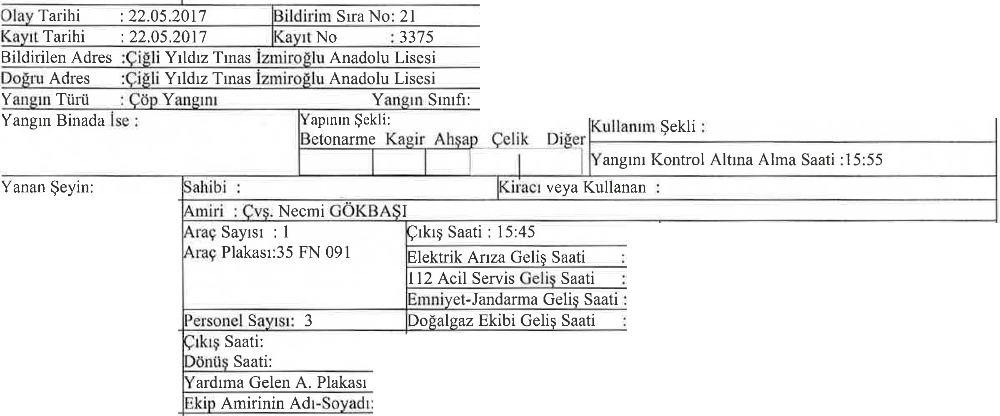 Olay Tarihi : 22.05.2017 Bildirim Sıra No: 21
Kayıt Tarihi : 22.05.2017 Kayıt No : 3375
Bildirilen Adres :Çiğli Yıldız Tınas İzmiroğlu Anadolu Lisesi
Doğru Adres :Çiğli Yıldız Tınas İzmiroğlu Anadolu Lisesi
Yangın Türü : Çöp Yangını Yangın Sınıfı:
Yangın Binada İse : Yapının Şekli: Kullanım Şekli :
Betonarme Kagir Ahşap Çelik Diğer
Yangını Kontrol Altına Alma Saati :15:55
Yanan Şeyin: Sahibi : Kiracı veya Kullanan :
Amiri : Çvş. Necmi GÖKBAŞI
Araç Sayısı : 1 Çıkış Saati : 15:45
Araç Plakası:35 FN 091 Elektrik Arıza Geliş Saati :
112 Acil Servis Geliş Saati :
Emniyet-Jandarma Geliş Saati :
Personel Sayısı: 3 Doğalgaz Ekibi Geliş Saati :
Çıkış Saati:
Dönüş Saati:
Yardıma Gelen A. Plakası
Ekip Amirinin Adı-Soyadı: